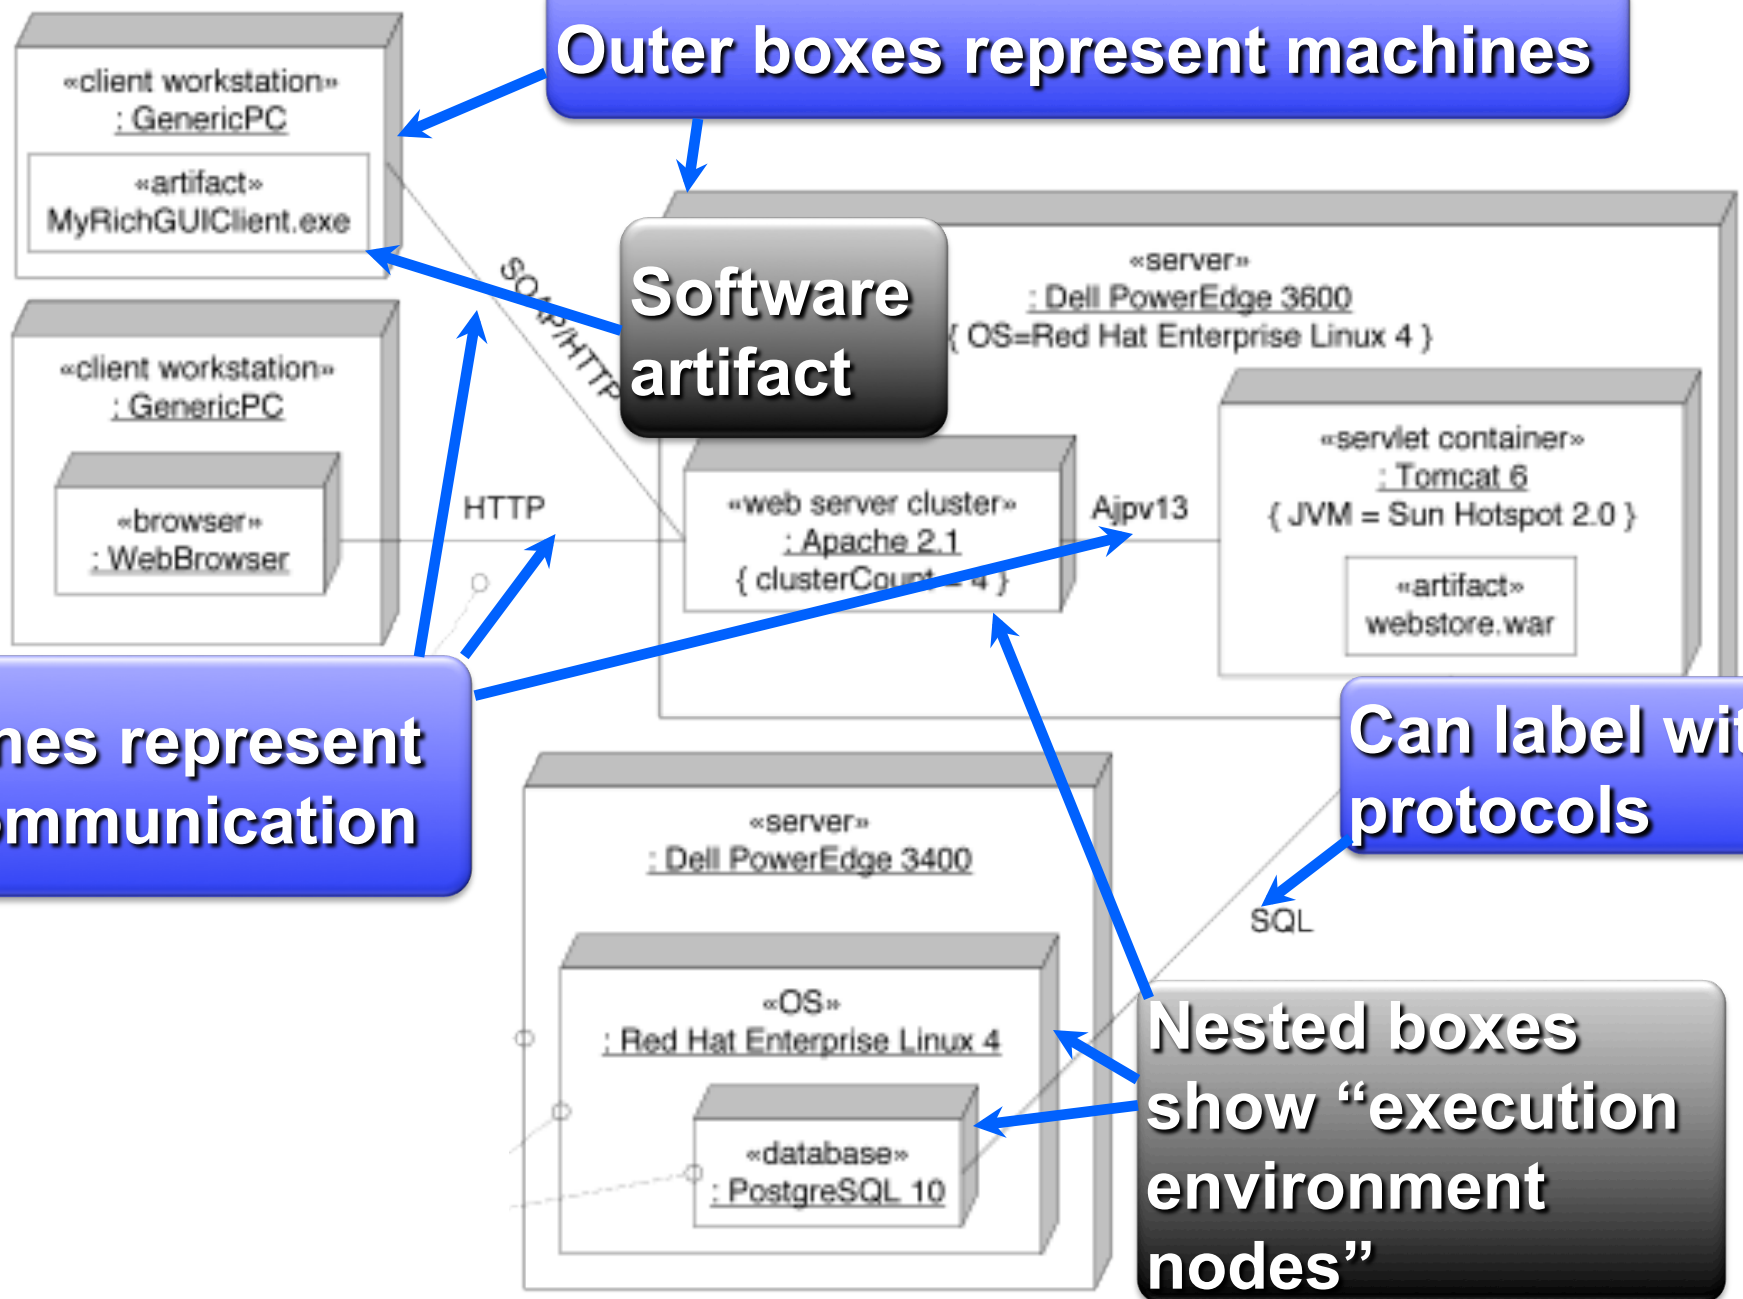 Outer boxes represent machines
«client workstation»
: GenericPC
«artifact»
MyRichGUIClient.exe
SOAP/HTTP
Software
artifact
«server»
: Dell PowerEdge 3600
{ OS=Red Hat Enterprise Linux 4 }
«client workstation»
: GenericPC
«browser»
: WebBrowser
HTTP
«web server cluster»
: Apache 2.1
{ clusterCount = 4 }
Ajpv13
«servlet container»
: Tomcat 6
{ JVM = Sun Hotspot 2.0 }
«artifact»
webstore.war
nes represent
ommunication
Can label wit
protocols
«server»
: Dell PowerEdge 3400
SQL
«OS»
: Red Hat Enterprise Linux 4
«database»
: PostgreSQL 10
Nested boxes
show “execution
environment
nodes”